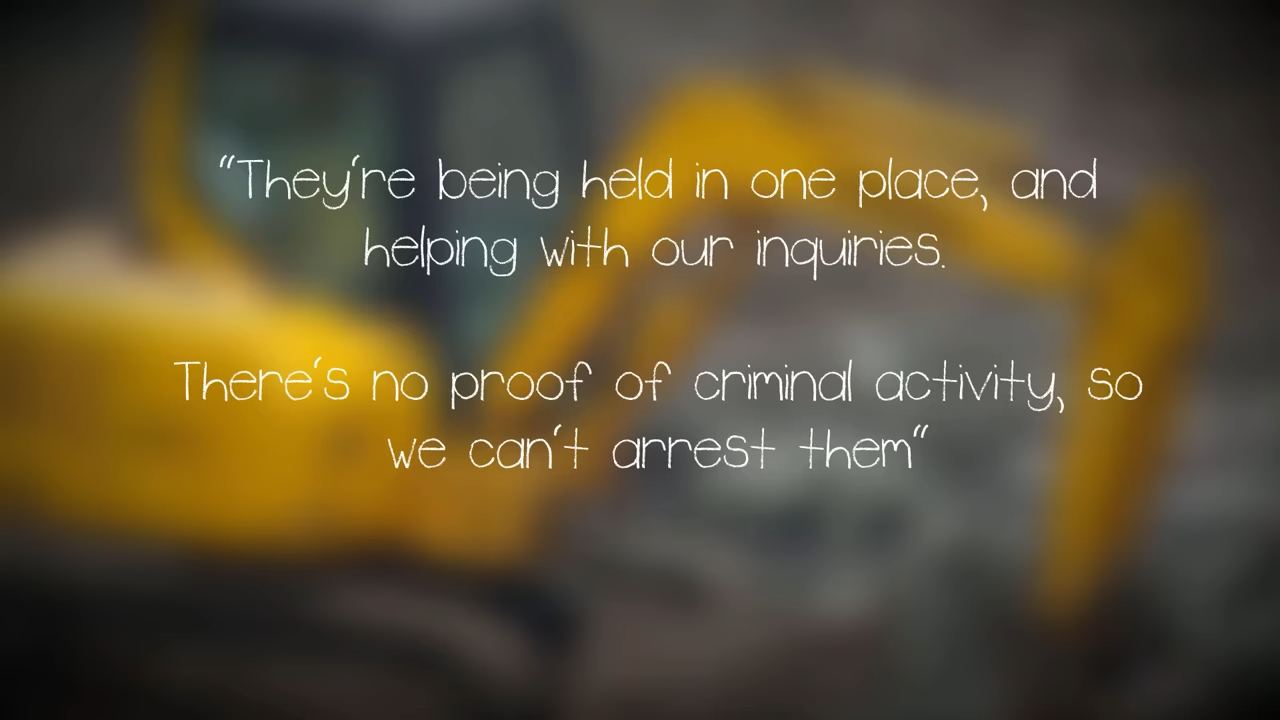 “They're being held in one place, and
helping with our inquiries.
There's no proof of criminal activity, so
we can't arrest them“